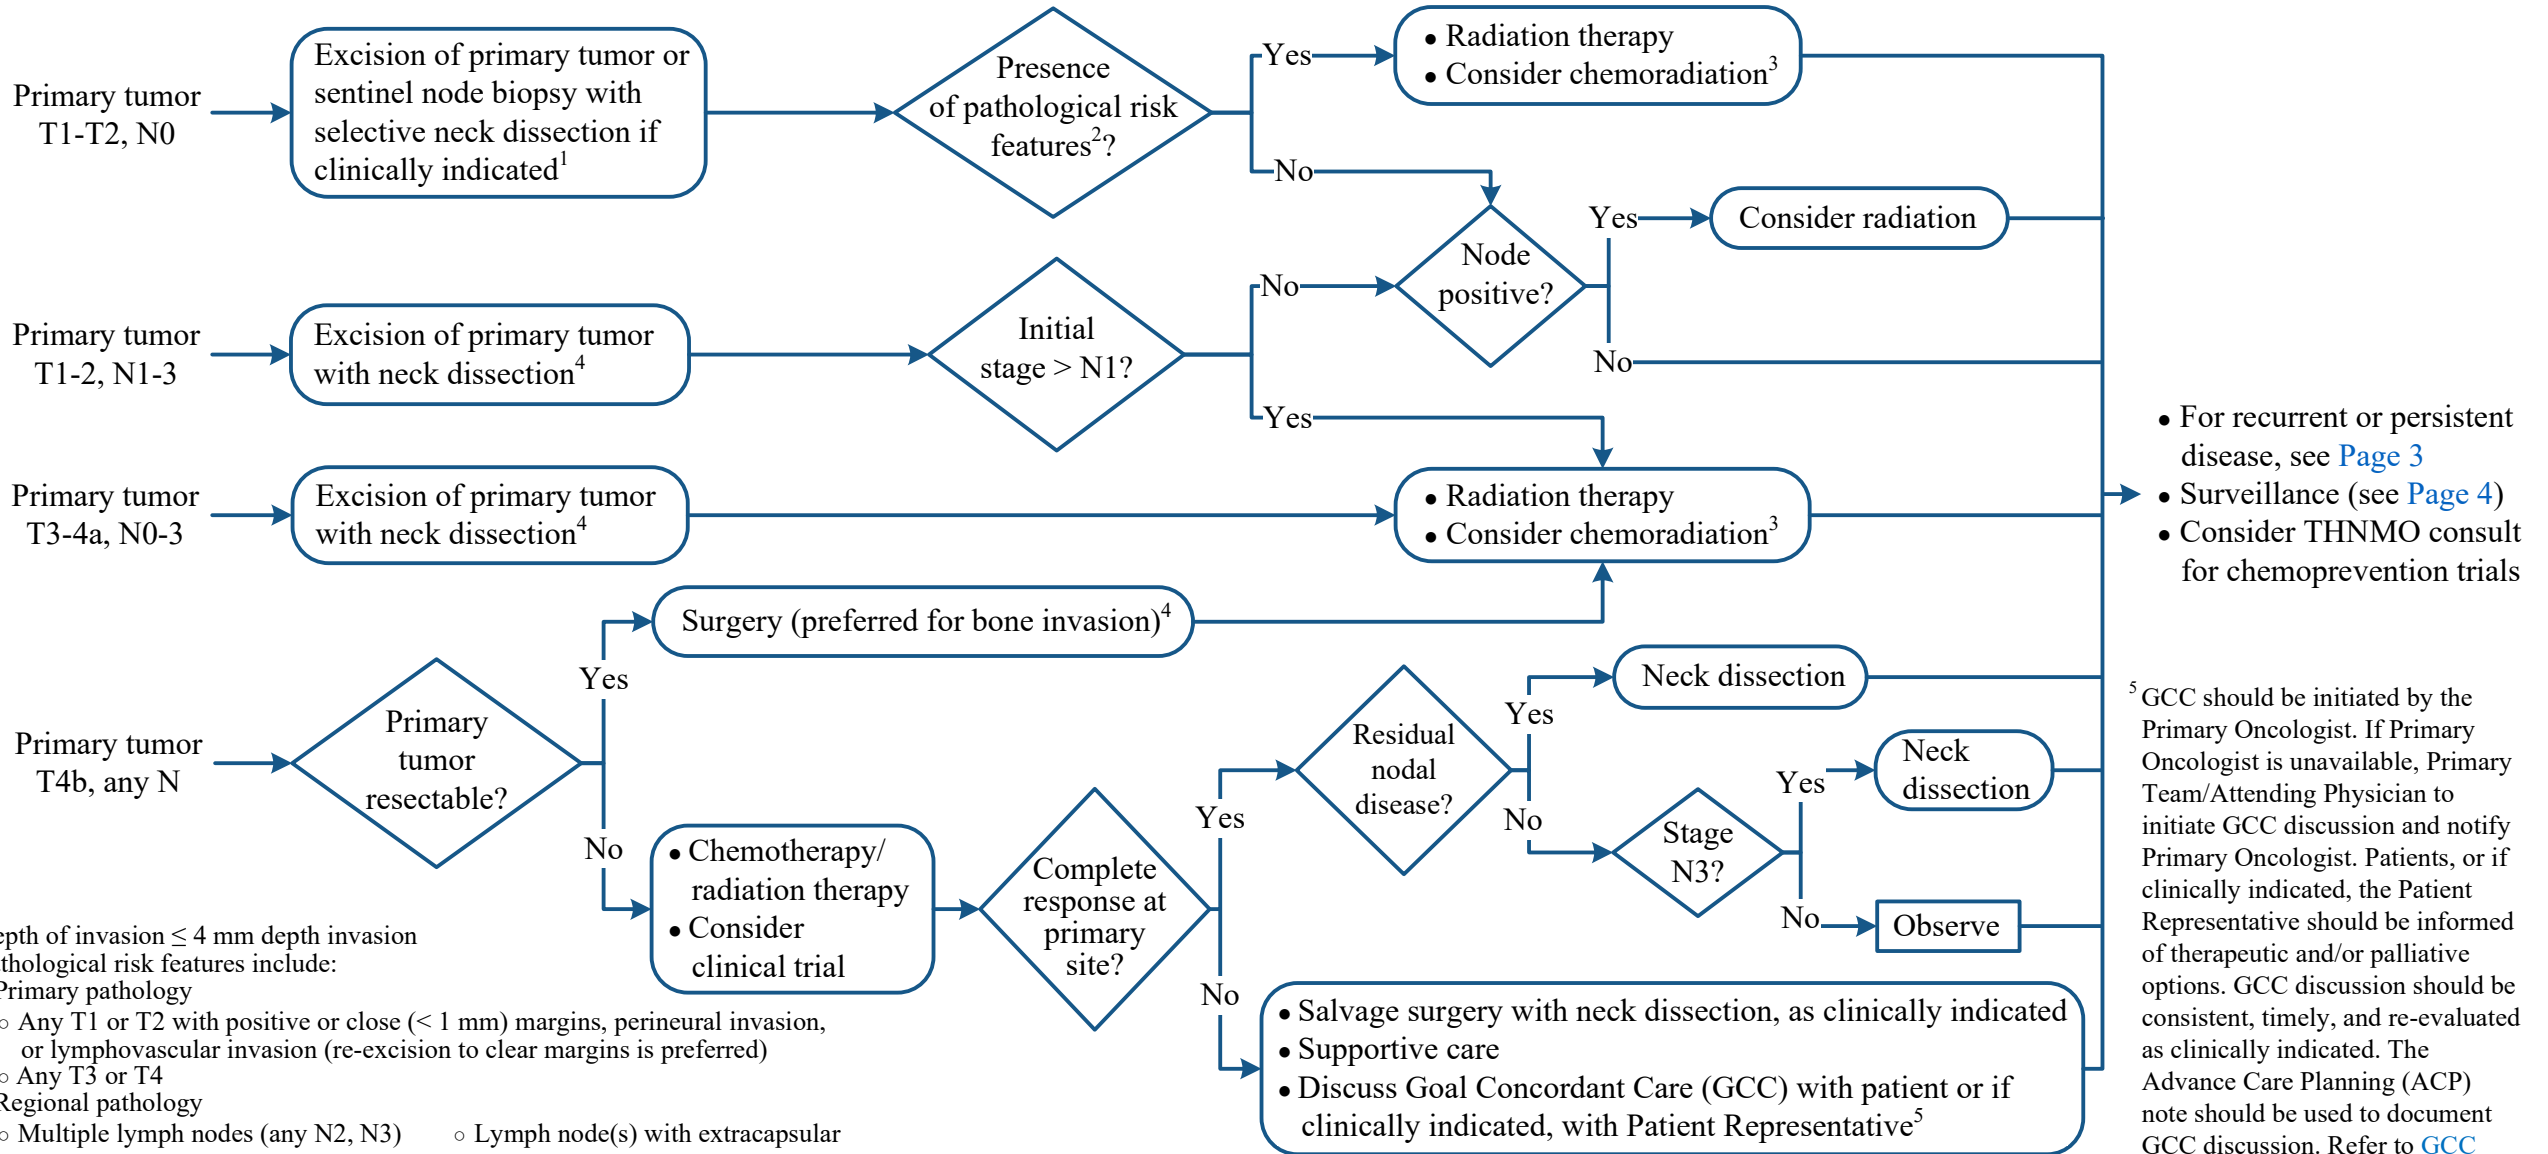 Primary tumor
T1-T2, N0
Excision of primary tumor or
sentinel node biopsy with
selective neck dissection if
clinically indicated1
Presence
of pathological risk
features2?
Yes
• Radiation therapy
• Consider chemoradiation3
No
Node
positive?
Yes
Consider radiation
No
Primary tumor
T1-2, N1-3
Excision of primary tumor
with neck dissection4
Initial
stage > N1?
No
Yes
Primary tumor
T3-4a, N0-3
Excision of primary tumor
with neck dissection4
• Radiation therapy
• Consider chemoradiation3
• For recurrent or persistent
disease, see Page 3
• Surveillance (see Page 4)
• Consider THNMO consult
for chemoprevention trials
Primary tumor
T4b, any N
Primary
tumor
resectable?
Yes
Surgery (preferred for bone invasion)4
No
• Chemotherapy/
radiation therapy
• Consider
clinical trial
Complete
response at
primary
site?
Yes
Residual
nodal
disease?
Yes
Neck dissection
No
Stage
N3?
Yes
Neck
dissection
No
Observe
No
• Salvage surgery with neck dissection, as clinically indicated
• Supportive care
• Discuss Goal Concordant Care (GCC) with patient or if
clinically indicated, with Patient Representative5
epth of invasion ≤ 4 mm depth invasion
thological risk features include:
Primary pathology
○ Any T1 or T2 with positive or close (< 1 mm) margins, perineural invasion,
or lymphovascular invasion (re-excision to clear margins is preferred)
○ Any T3 or T4
Regional pathology
○ Multiple lymph nodes (any N2, N3) ○ Lymph node(s) with extracapsular
5 GCC should be initiated by the
Primary Oncologist. If Primary
Oncologist is unavailable, Primary
Team/Attending Physician to
initiate GCC discussion and notify
Primary Oncologist. Patients, or if
clinically indicated, the Patient
Representative should be informed
of therapeutic and/or palliative
options. GCC discussion should be
consistent, timely, and re-evaluated
as clinically indicated. The
Advance Care Planning (ACP)
note should be used to document
GCC discussion. Refer to GCC